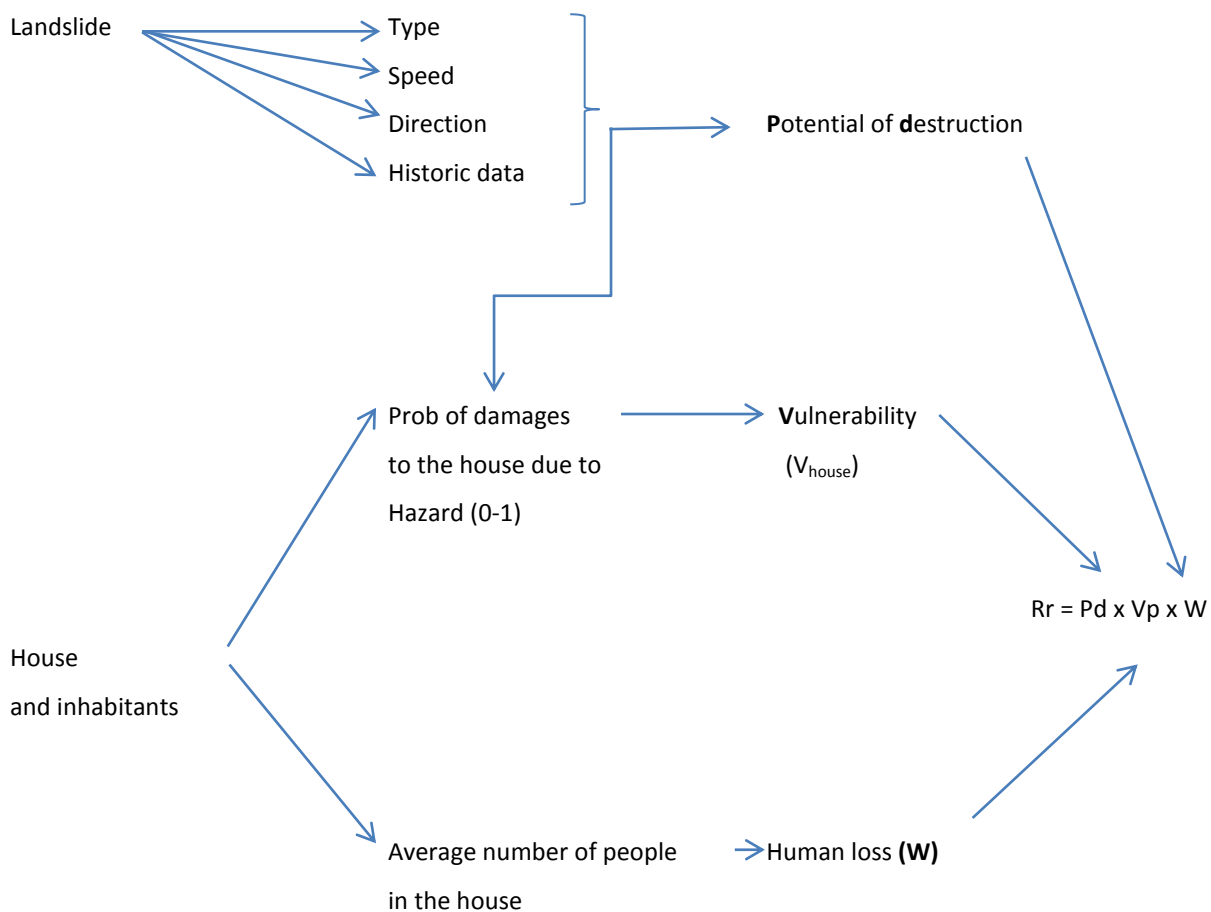 Landslide
Type
Speed
Direction
Historic data
Potential of destruction
Prob of damages
to the house due to
Hazard (0-1)
Vulnerability
(Vhouse)
Rr = Pd x Vp x W
House
and inhabitants
Average number of people
in the house
Human loss (W)